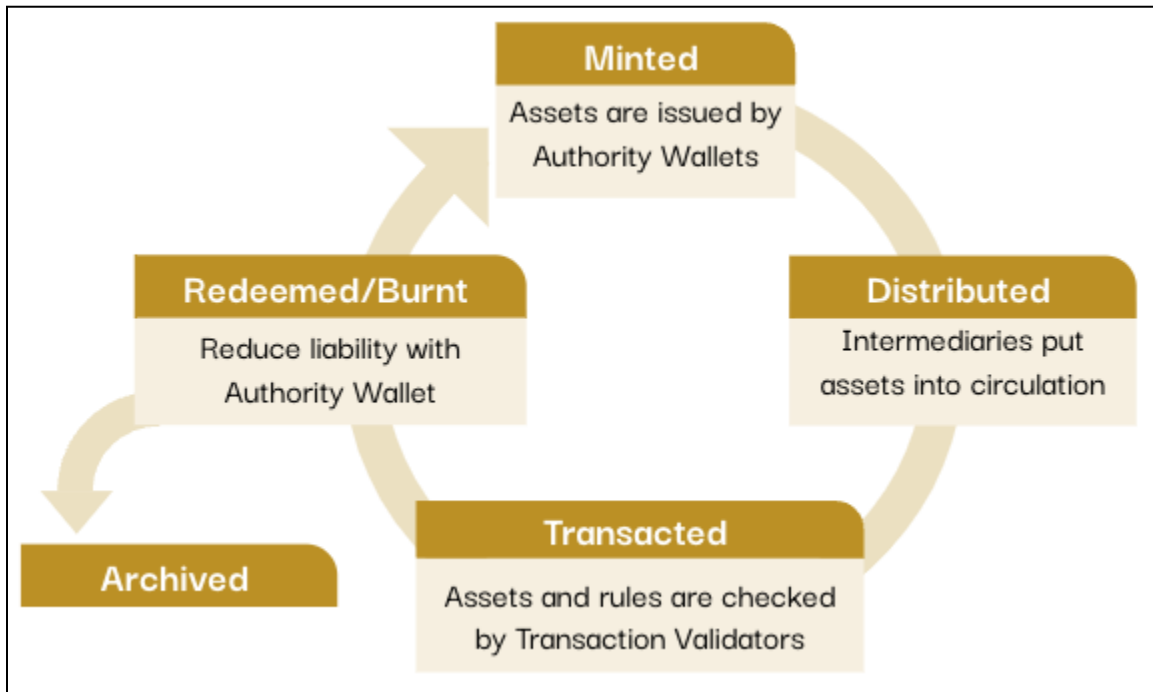 Minted
Assets are issued by
Authority Wallets
Distributed
Intermediaries put
assets into circulation
Transacted
Assets and rules are checked
by Transaction Validators
Redeemed/Burnt
Reduce liability with
Authority Wallet
Archived